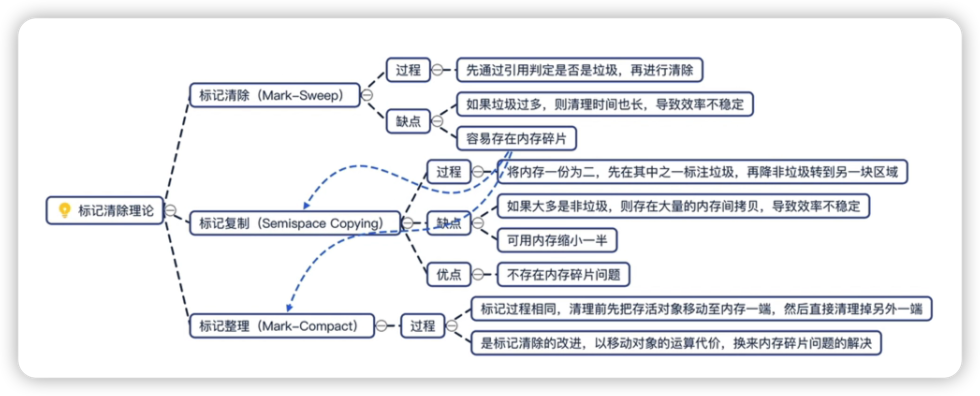 标记清除理论
标记清除（Mark-Sweep）
过程
先通过引用判定是否是垃圾，再进行清除
缺点
如果垃圾过多，则清理时间也长，导致效率不稳定
容易存在内存碎片
标记复制（Semispace Copying）
过程
将内存一份为二，先在其中之一标注垃圾，再降非垃圾转到另一块区域
缺点
如果大多是非垃圾，则存在大量的内存间拷贝，导致效率不稳定
可用内存缩小一半
优点
不存在内存碎片问题
标记整理（Mark-Compact）
过程
标记过程相同，清理前先把存活对象移动至内存一端，然后直接清理掉另外一端
是标记清除的改进，以移动对象的运算代价，换来内存碎片问题的解决